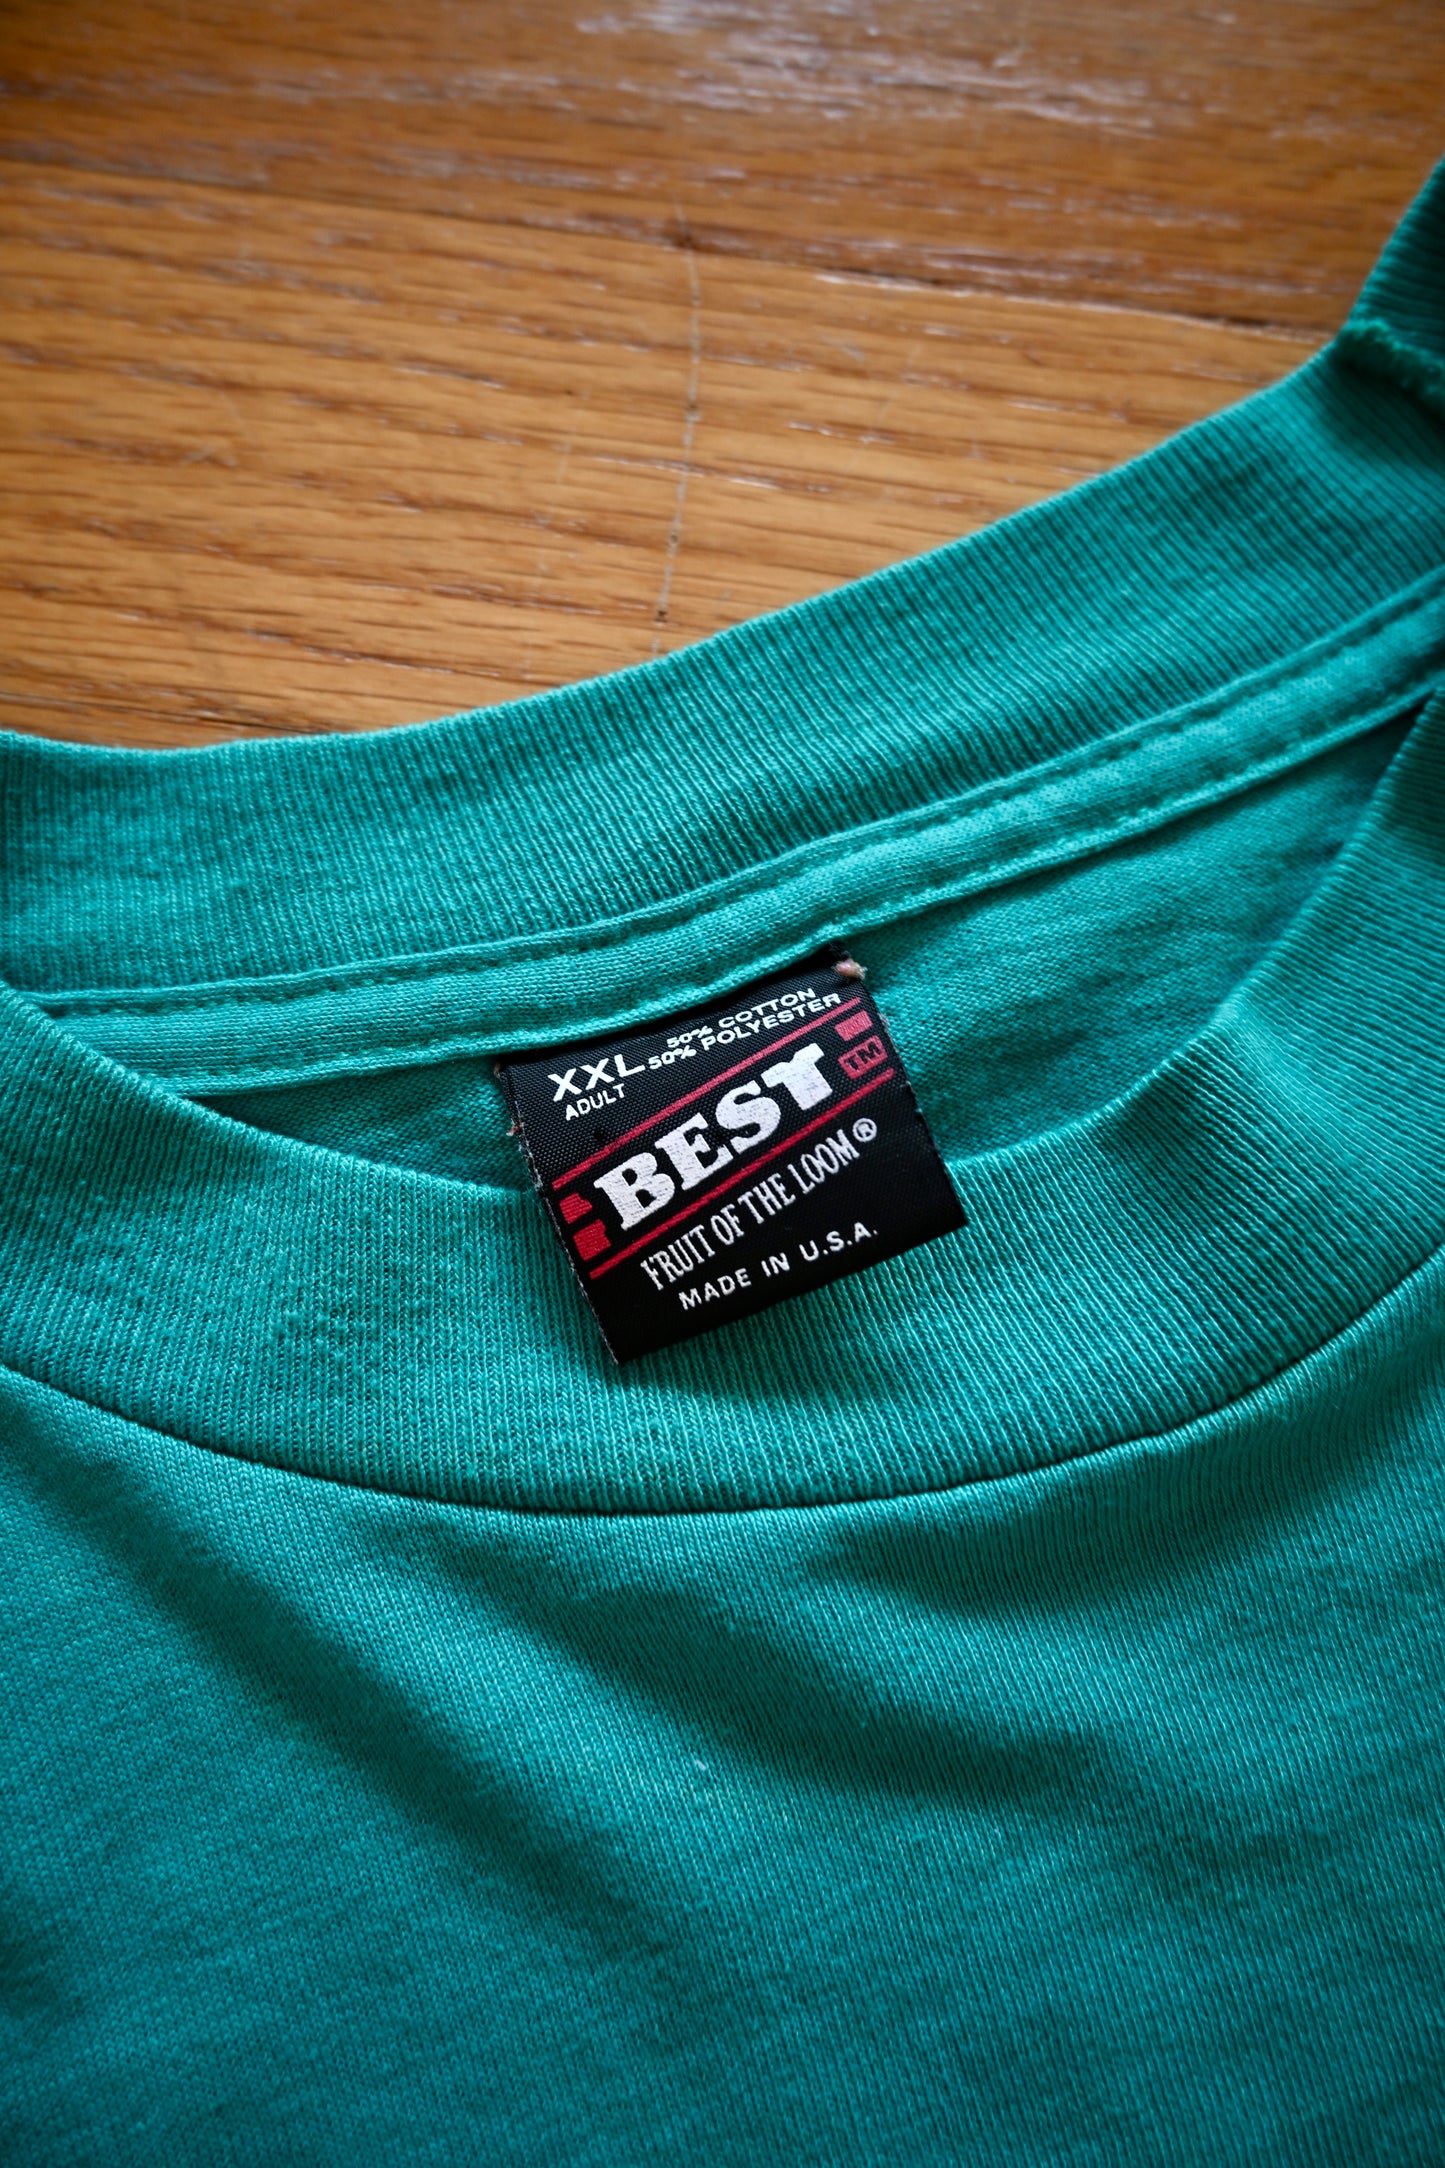 XXL
ADULT
50% COTTON
50% POLYESTER
BEST
TM
FRUIT OF THE LOOM®
MADE IN U.S.A.